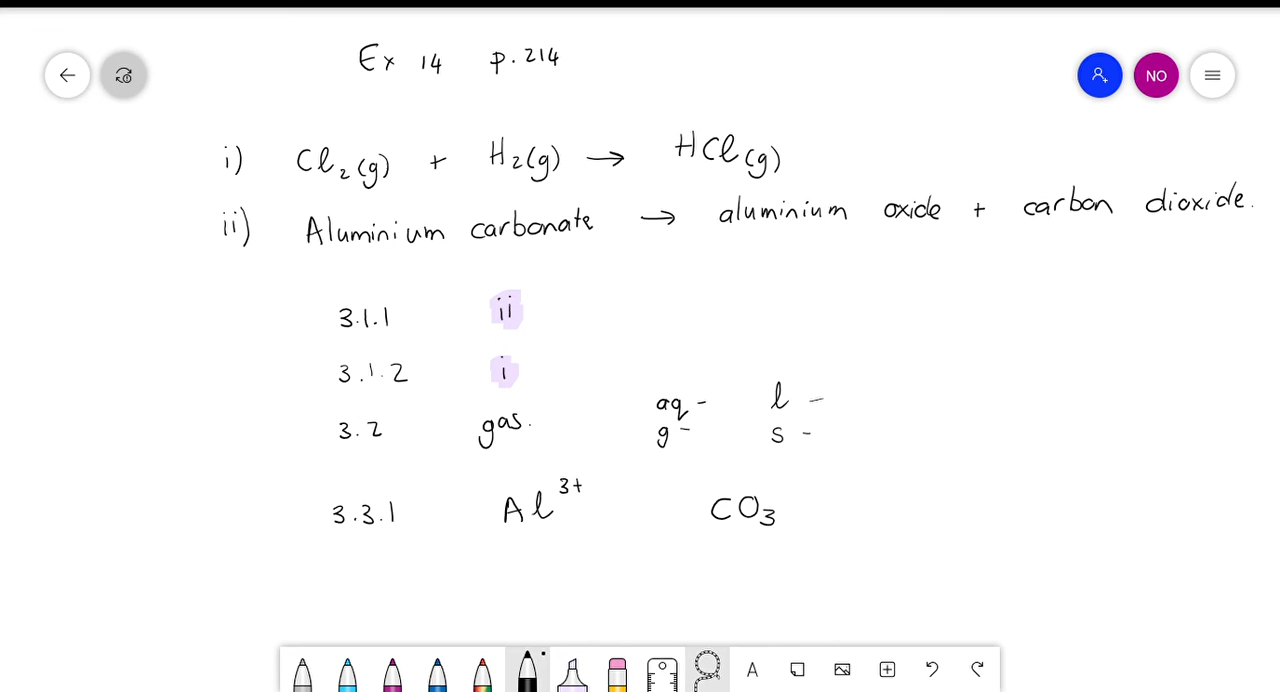 Ex 14 p.214
NO
i) Cl₂(g) + H₂(g) → HCl(g)
ii) Aluminium carbonate → aluminium oxide + carbon dioxide.
3.1.1 ii
3.1.2 i
3.2 gas. aq - l -
g - s -
3.3.1 Al³⁺ CO₃
A